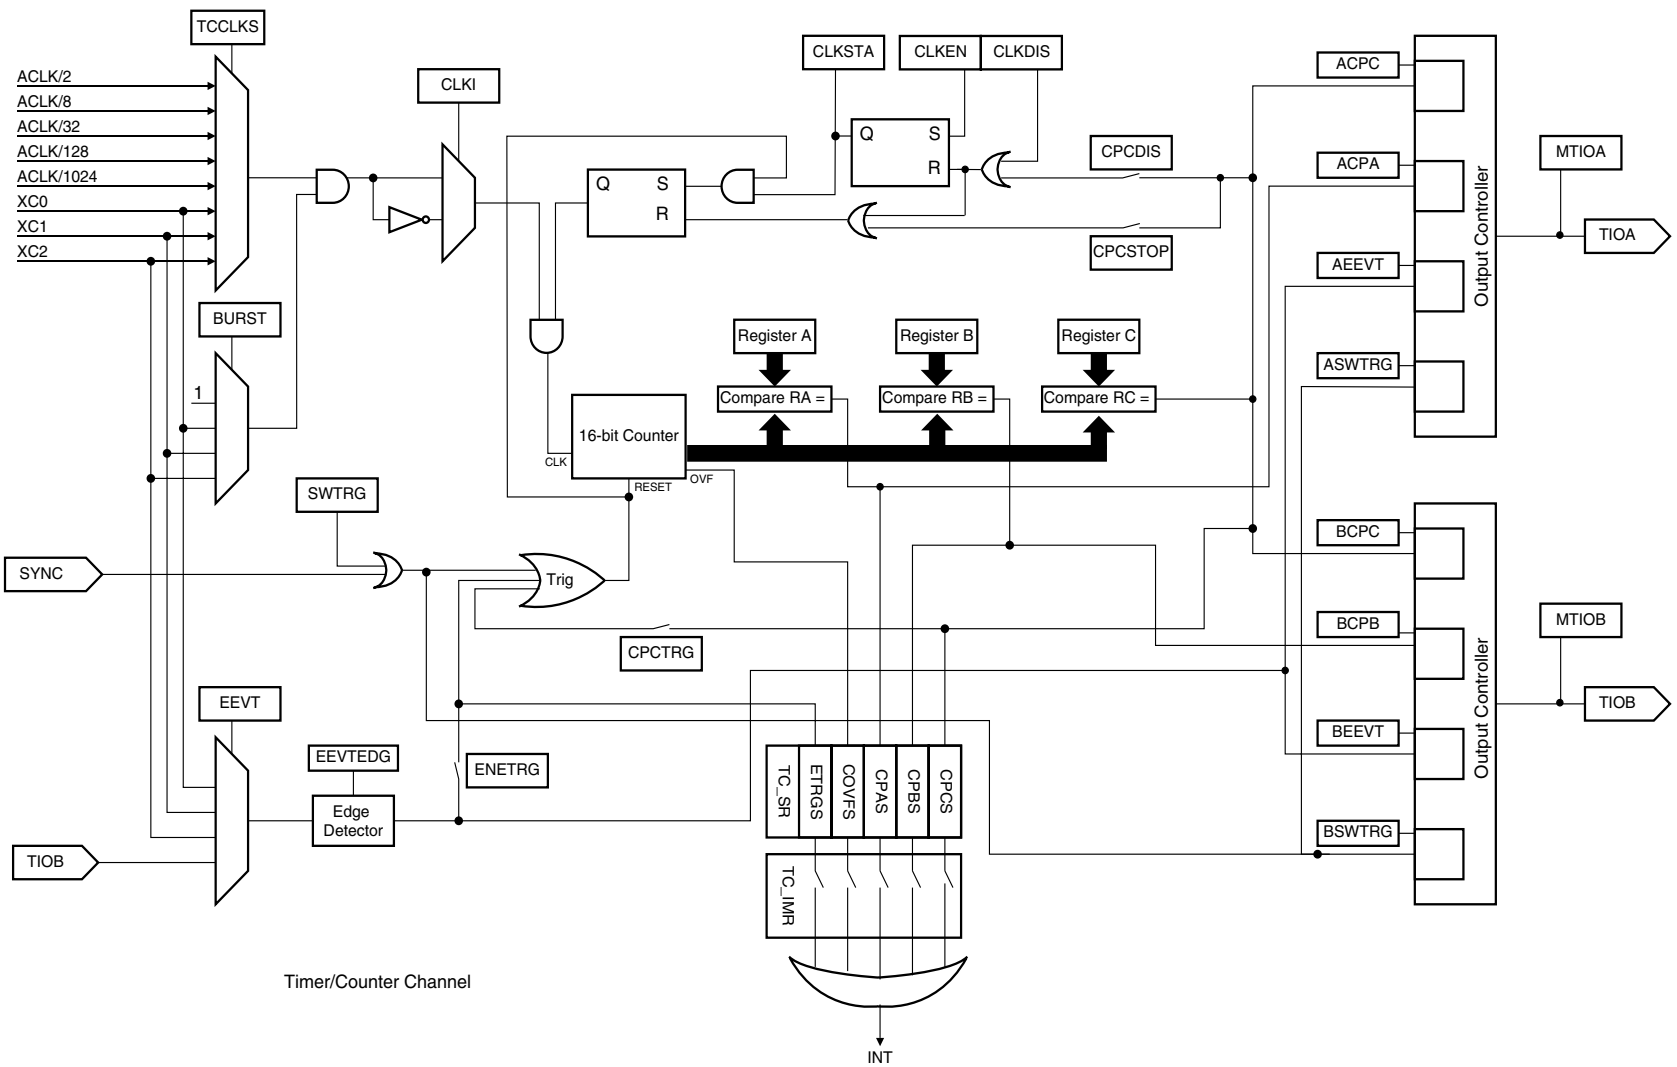 TCCLKS
ACLK/2
ACLK/8
ACLK/32
ACLK/128
ACLK/1024
XC0
XC1
XC2
CLKI
BURST
1
CLKSTA
CLKEN
CLKDIS
Q
S
R
Q
S
R
CPCDIS
CPCSTOP
Register A
Register B
Register C
Compare RA =
Compare RB =
Compare RC =
16-bit Counter
CLK
RESET
OVF
SWTRG
SYNC
Trig
CPCTRG
EEVT
EEVTEDG
Edge
Detector
ENETRG
TIOB
TC_SR
ETRGS
COVFS
CPAS
CPBS
CPCS
TC_IMR
INT
Timer/Counter Channel
ACPC
ACPA
AEEVT
ASWTRG
Output Controller
MTIOA
TIOA
BCPC
BCPB
BEEVT
BSWTRG
Output Controller
MTIOB
TIOB